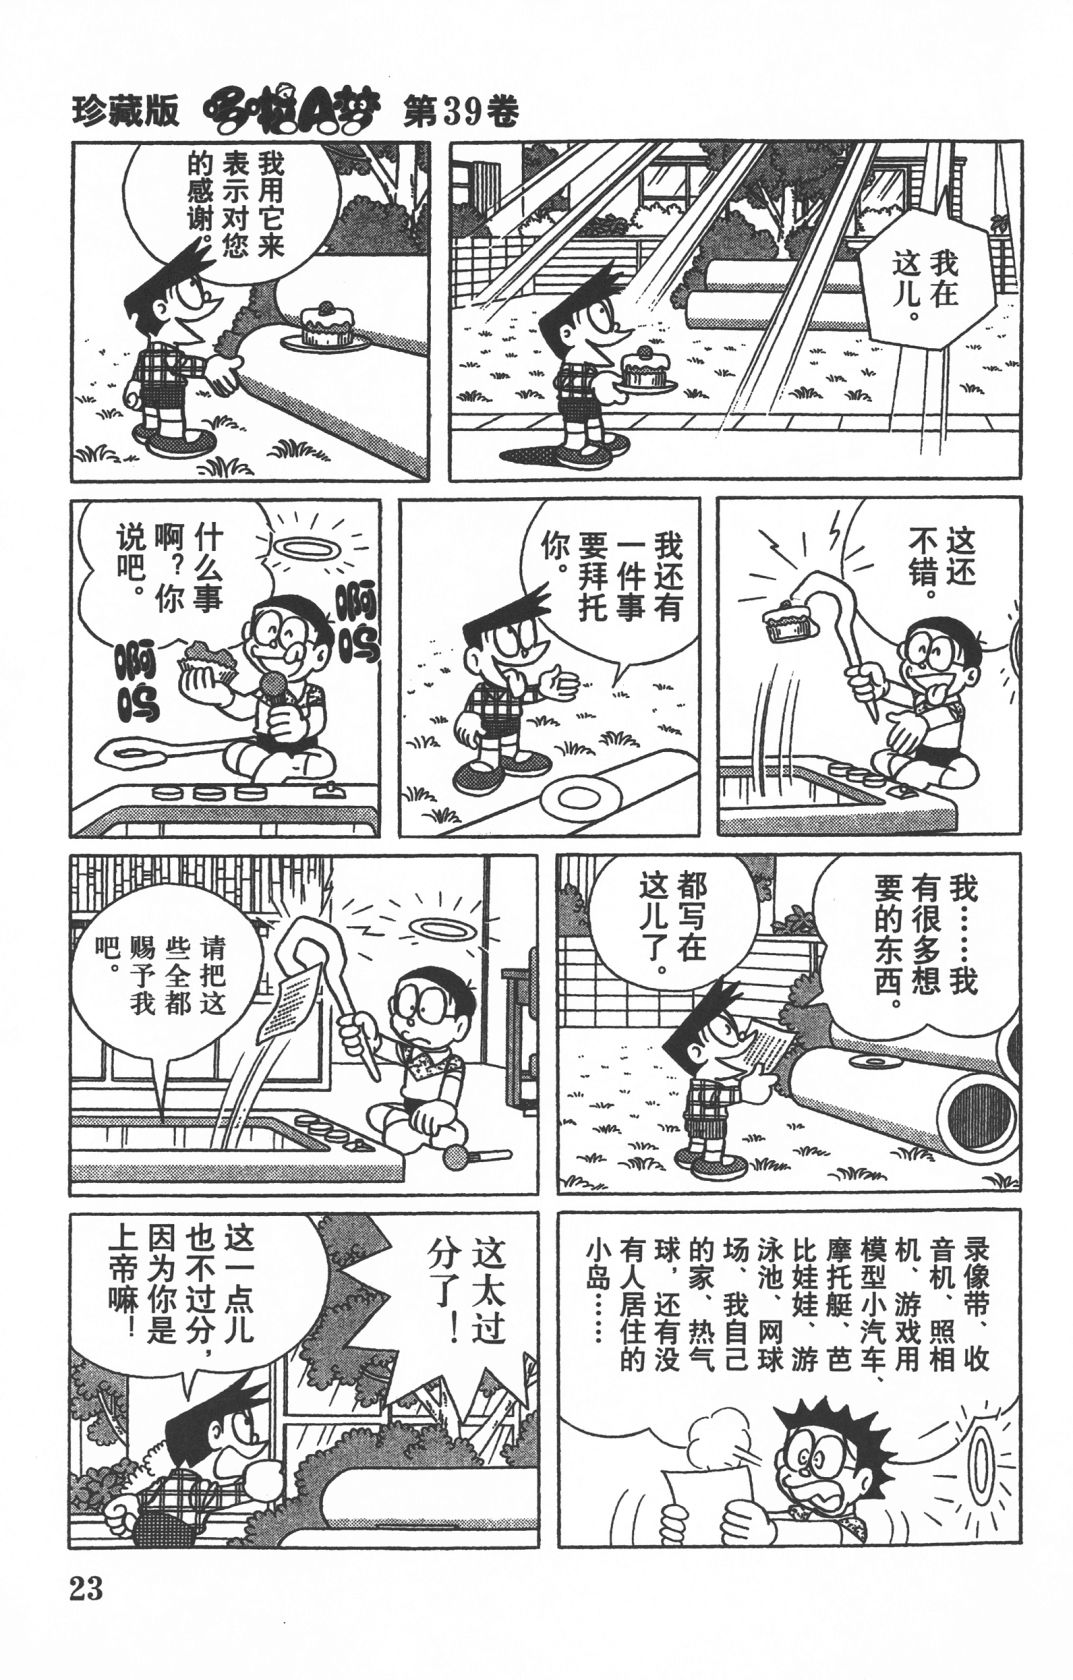 珍藏版 哆啦A梦 第39卷
我在
这儿。
我用它来
表示对您
的感谢。
这还
不错。
我还有
一件事
要拜托
你。
什么事
啊？你
说吧。
啊呜
啊呜
我……我
有很多想
要的东西。
都写在
这儿了。
请把这
些全都
赐予我
吧。
录像带、收
音机、照相
机、游戏用
模型小汽车、
摩托艇、芭
比娃娃、游
泳池、网球
场、我自己
的家、热气
球，还有没
有人居住的
小岛……
这太过
分了！
这一点儿
也不过分，
因为你是
上帝嘛！
23